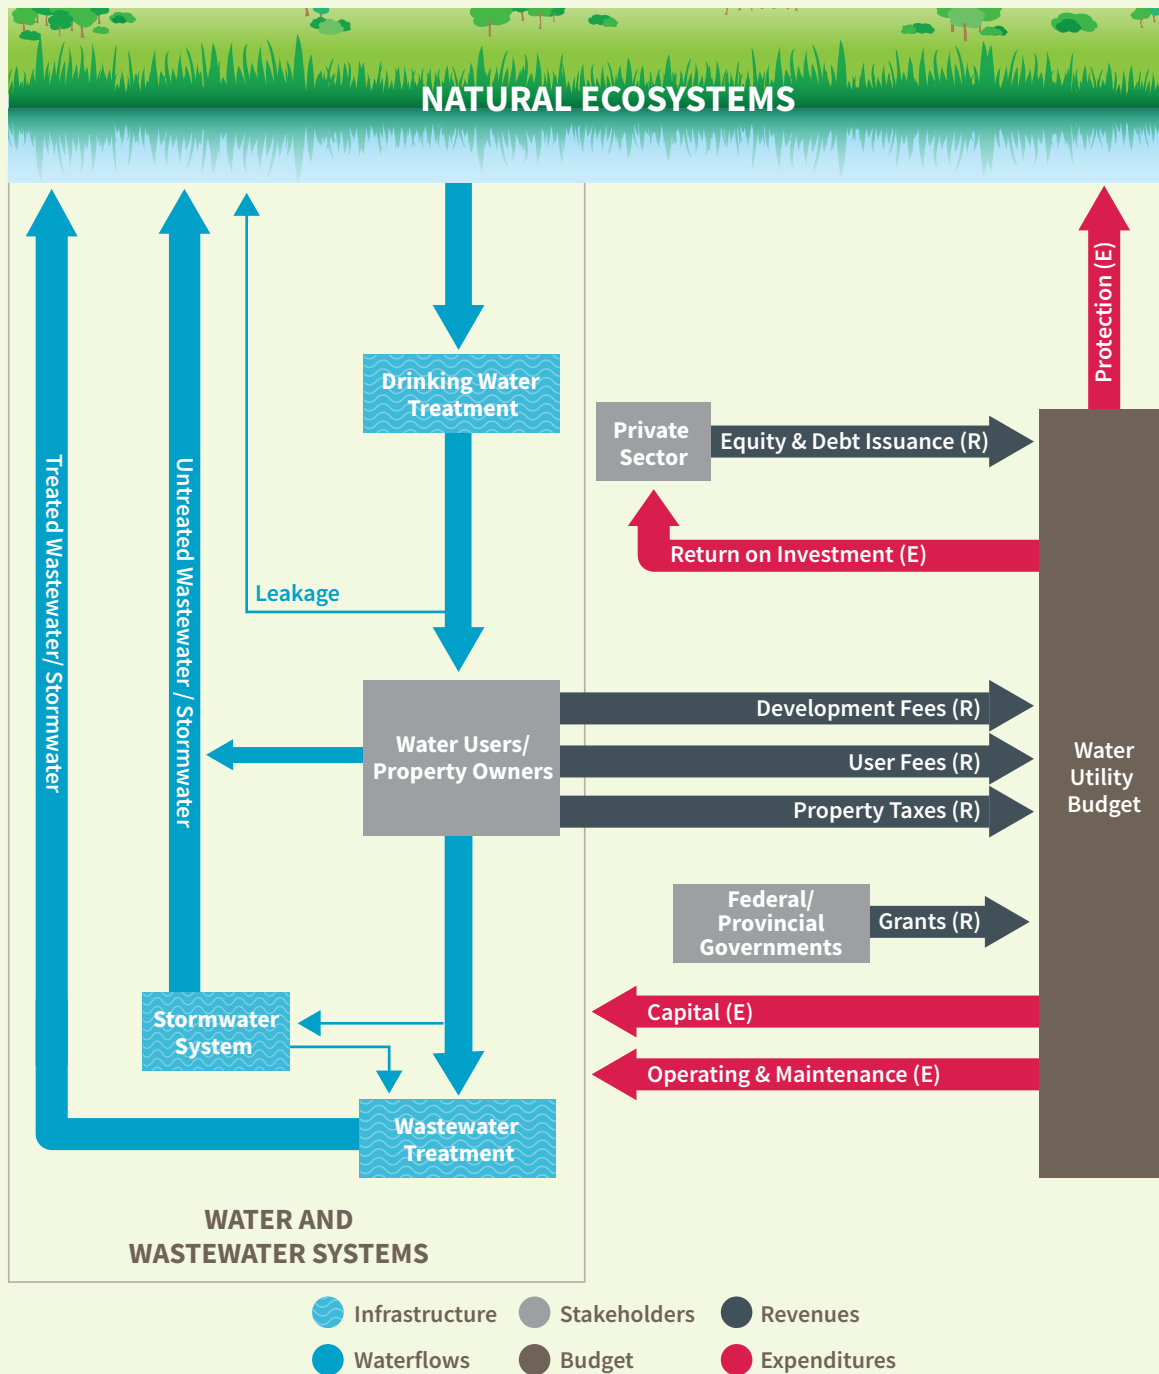 NATURAL ECOSYSTEMS
Protection (E)
Drinking Water
Treatment
Private
Sector
Equity & Debt Issuance (R)
Return on Investment (E)
Treated Wastewater/ Stormwater
Untreated Wastewater / Stormwater
Leakage
Water Users/
Property Owners
Development Fees (R)
User Fees (R)
Property Taxes (R)
Water
Utility
Budget
Federal/
Provincial
Governments
Grants (R)
Capital (E)
Operating & Maintenance (E)
Stormwater
System
Wastewater
Treatment
WATER AND
WASTEWATER SYSTEMS
Infrastructure
Stakeholders
Revenues
Waterflows
Budget
Expenditures